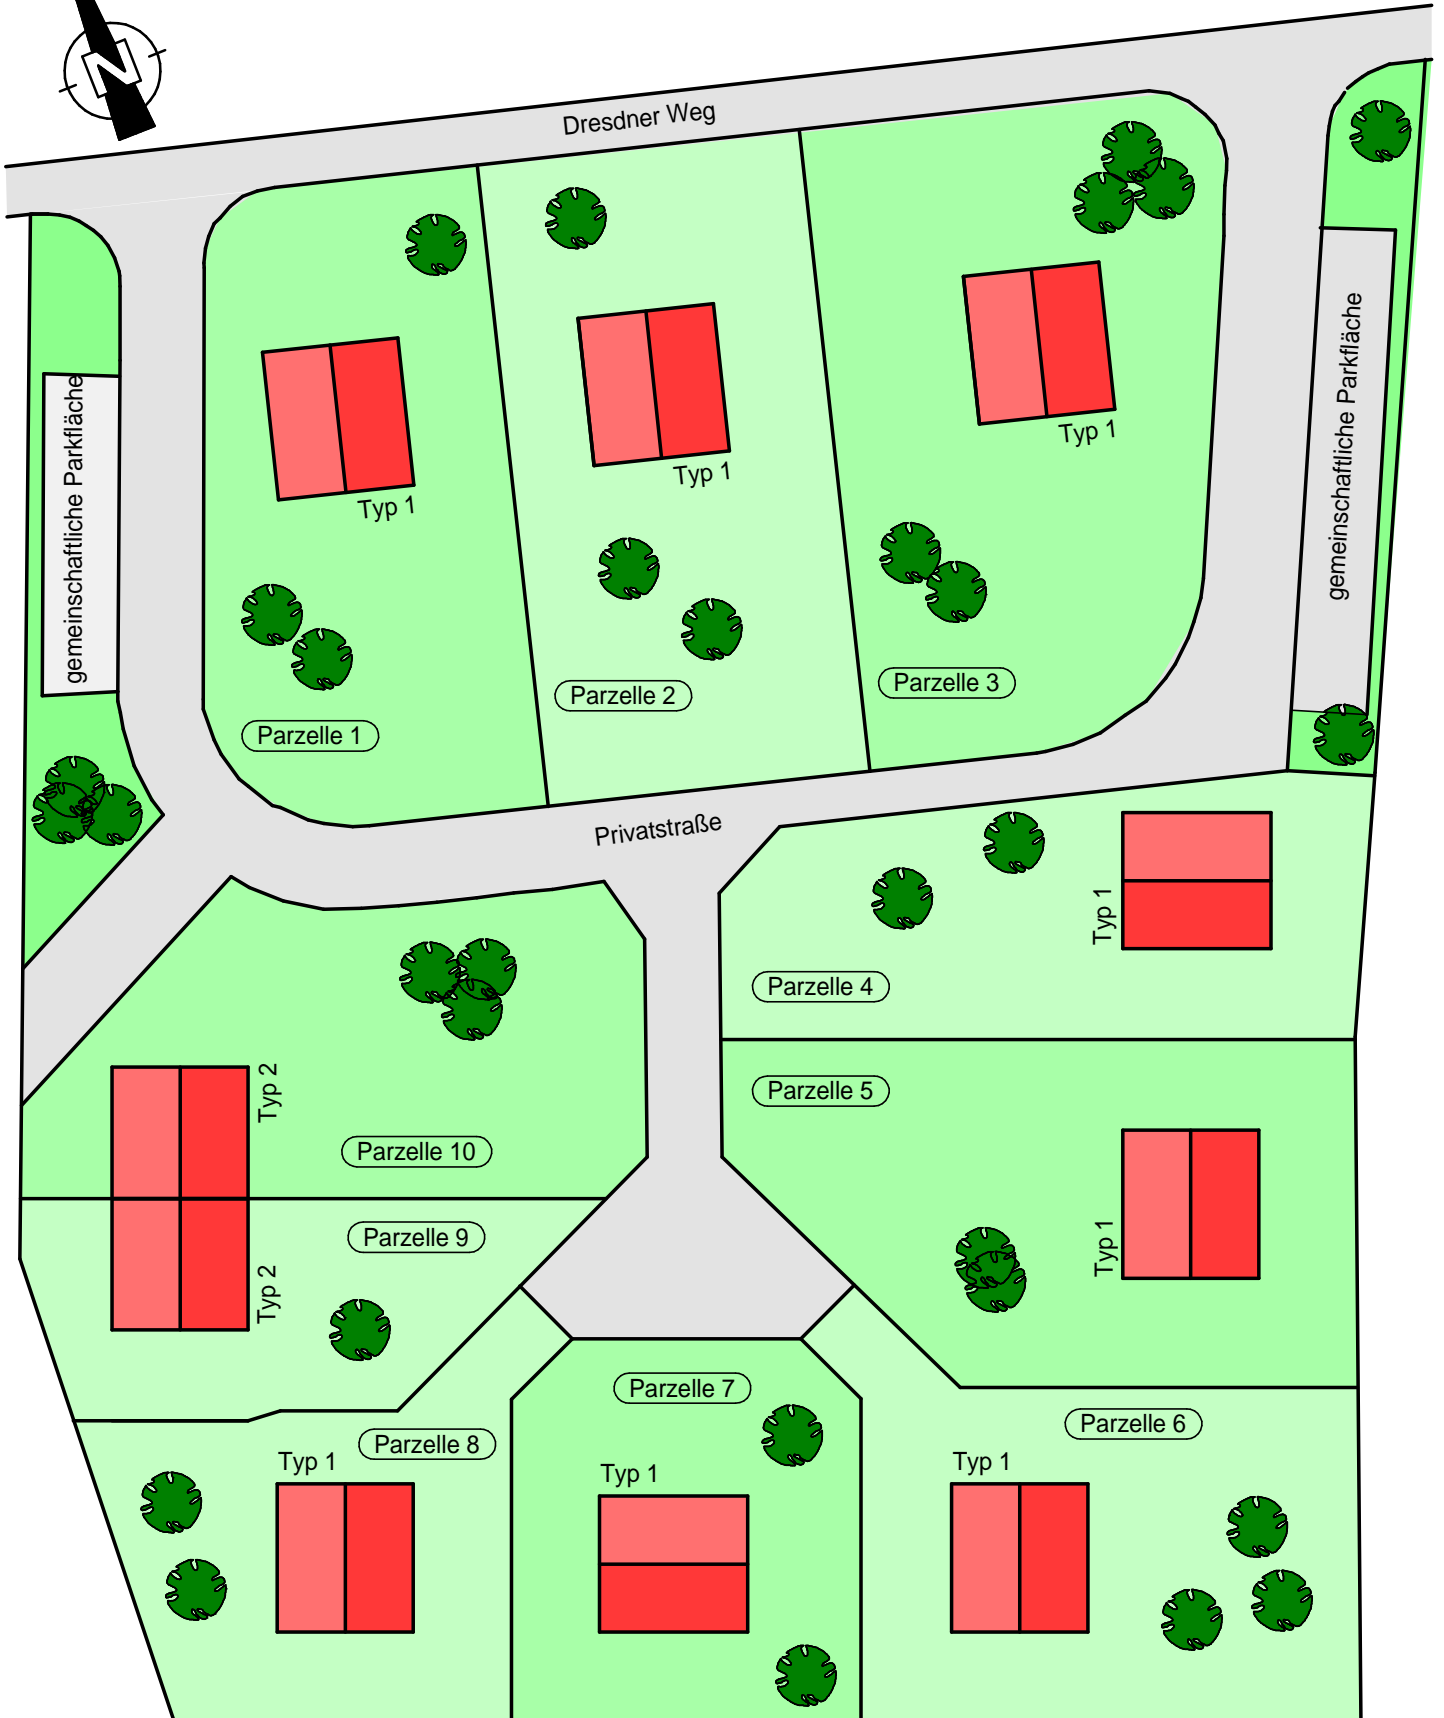 N
Dresdner Weg
gemeinschaftliche Parkfläche
gemeinschaftliche Parkfläche
Typ 1
Typ 1
Typ 1
Parzelle 1
Parzelle 2
Parzelle 3
Privatstraße
Typ 1
Parzelle 4
Parzelle 5
Typ 2
Parzelle 10
Typ 1
Parzelle 9
Typ 2
Parzelle 7
Parzelle 6
Parzelle 8
Typ 1
Typ 1
Typ 1